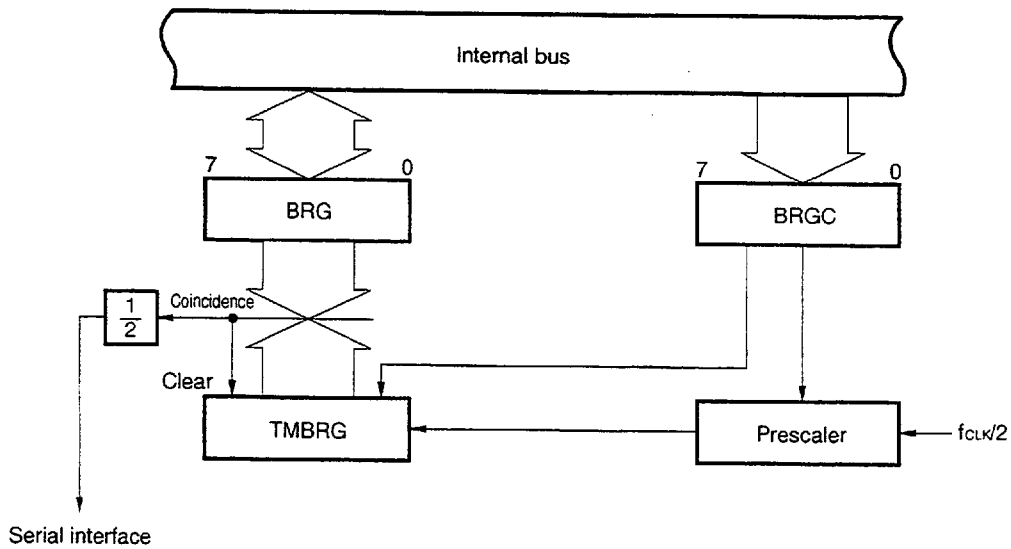 Internal bus
7
0
BRG
7
0
BRGC
1
2
Coincidence
Clear
TMBRG
Prescaler
fCLK/2
Serial interface